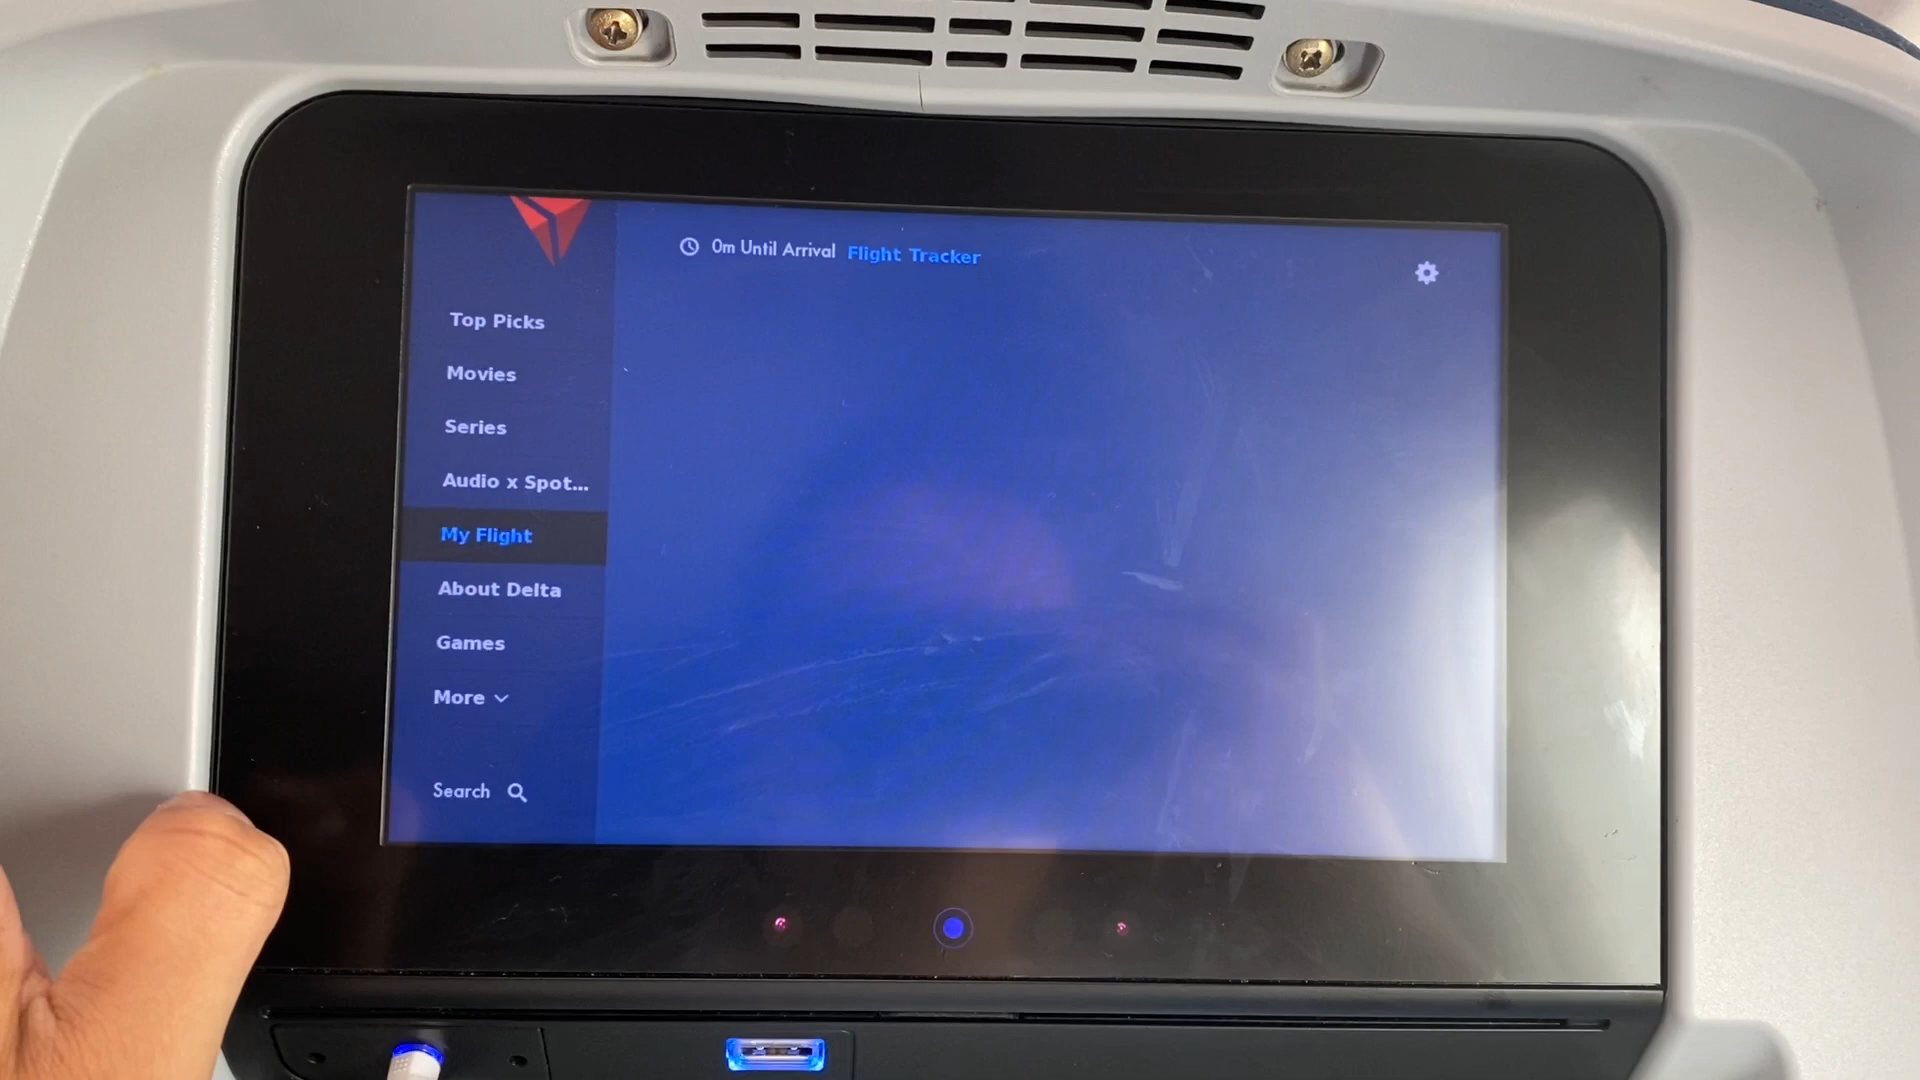 0m Until Arrival Flight Tracker
Top Picks
Movies
Series
Audio x Spot...
My Flight
About Delta
Games
More
Search